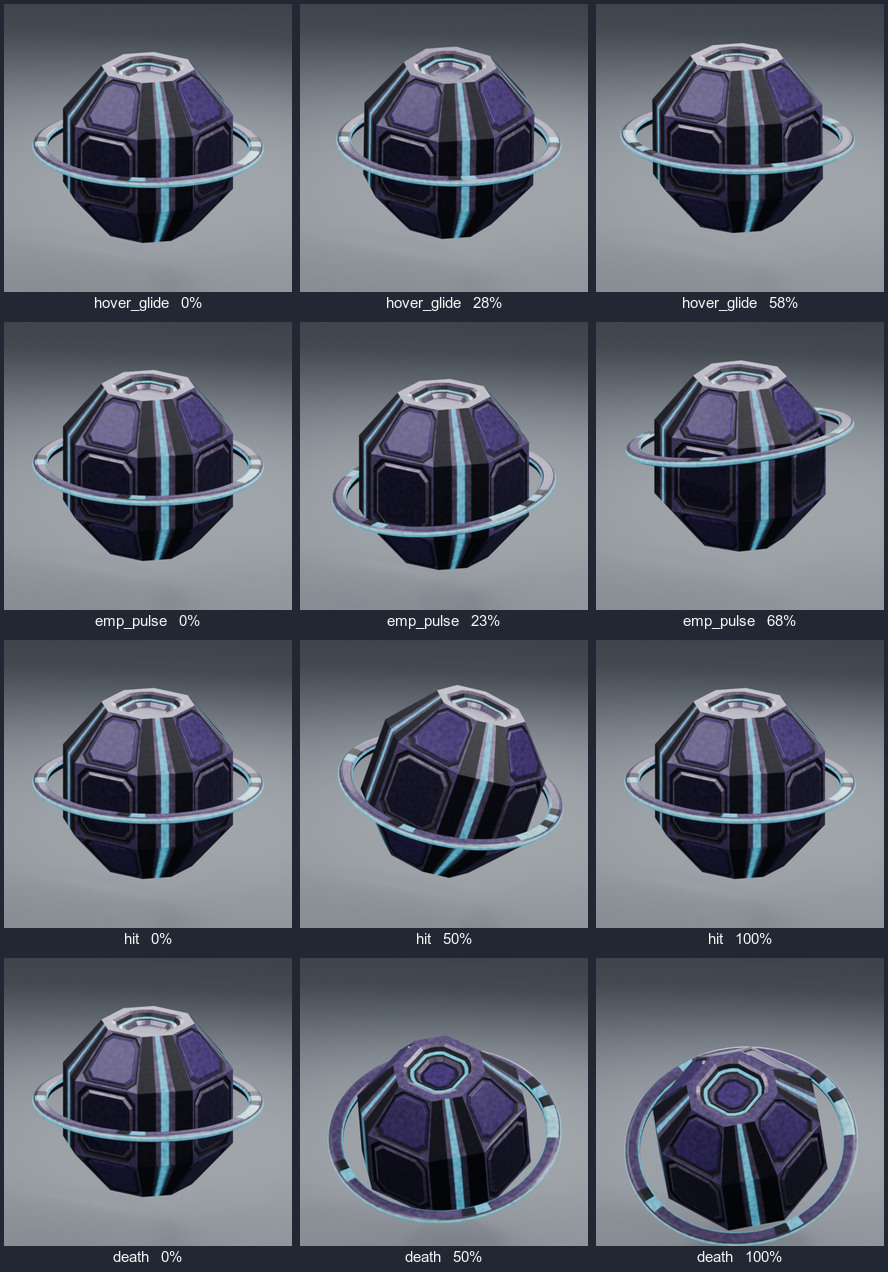 hover_glide 0%
hover_glide 28%
hover_glide 58%
emp_pulse 0%
emp_pulse 23%
emp_pulse 68%
hit 0%
hit 50%
hit 100%
death 0%
death 50%
death 100%